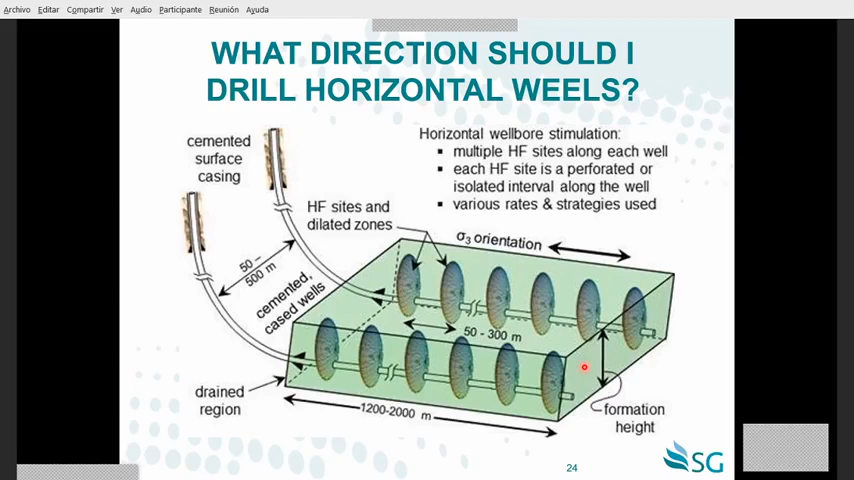 Archivo Editar Compartir Ver Audio Participante Reunión Ayuda
WHAT DIRECTION SHOULD I
DRILL HORIZONTAL WEELS?
cemented
surface
casing
Horizontal wellbore stimulation:
▪ multiple HF sites along each well
▪ each HF site is a perforated or
isolated interval along the well
▪ various rates & strategies used
HF sites and
dilated zones
σ3 orientation
50 –
500 m
cemented,
cased wells
50 - 300 m
drained
region
1200-2000 m
formation
height
24
SG